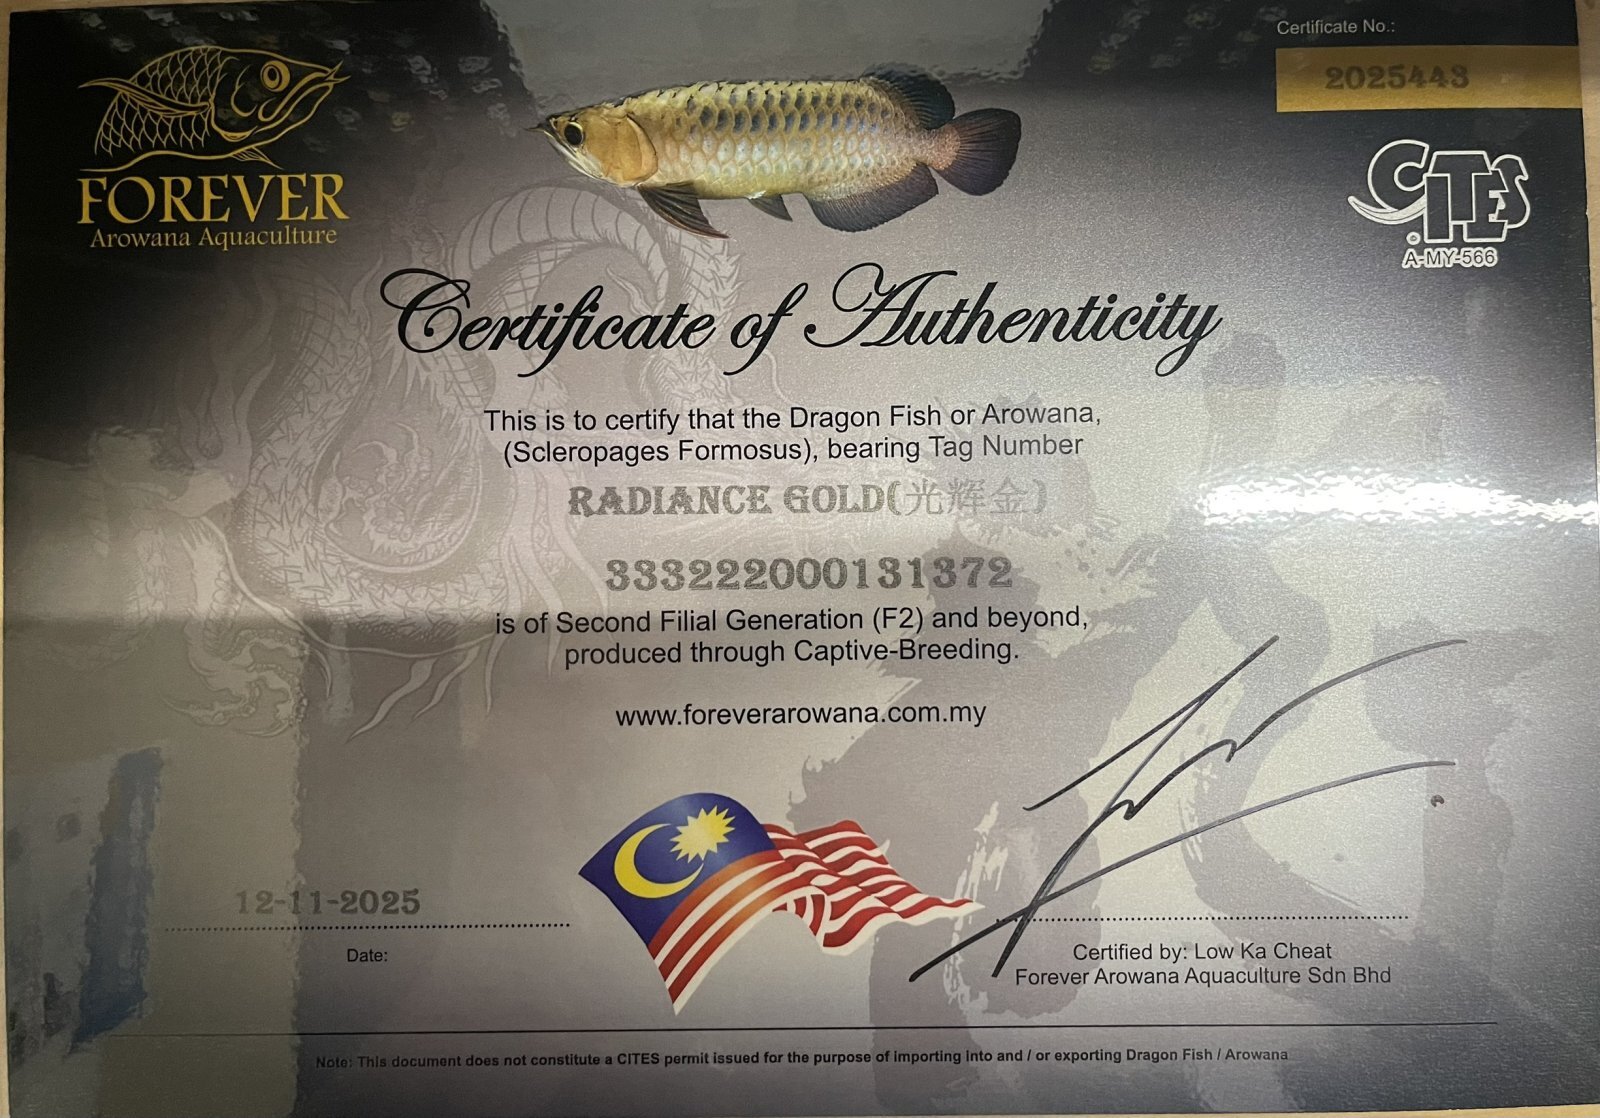 Certificate No.:
2025443
FOREVER
Arowana Aquaculture
CITES
A-MY-566
Certificate of Authenticity
This is to certify that the Dragon Fish or Arowana,
(Scleropages Formosus), bearing Tag Number
RADIANCE GOLD(光辉金)
333222000131372
is of Second Filial Generation (F2) and beyond,
produced through Captive-Breeding.
www.foreverarowana.com.my
12-11-2025
Date:
Certified by: Low Ka Cheat
Forever Arowana Aquaculture Sdn Bhd
Note: This document does not constitute a CITES permit issued for the purpose of importing into and / or exporting Dragon Fish / Arowana